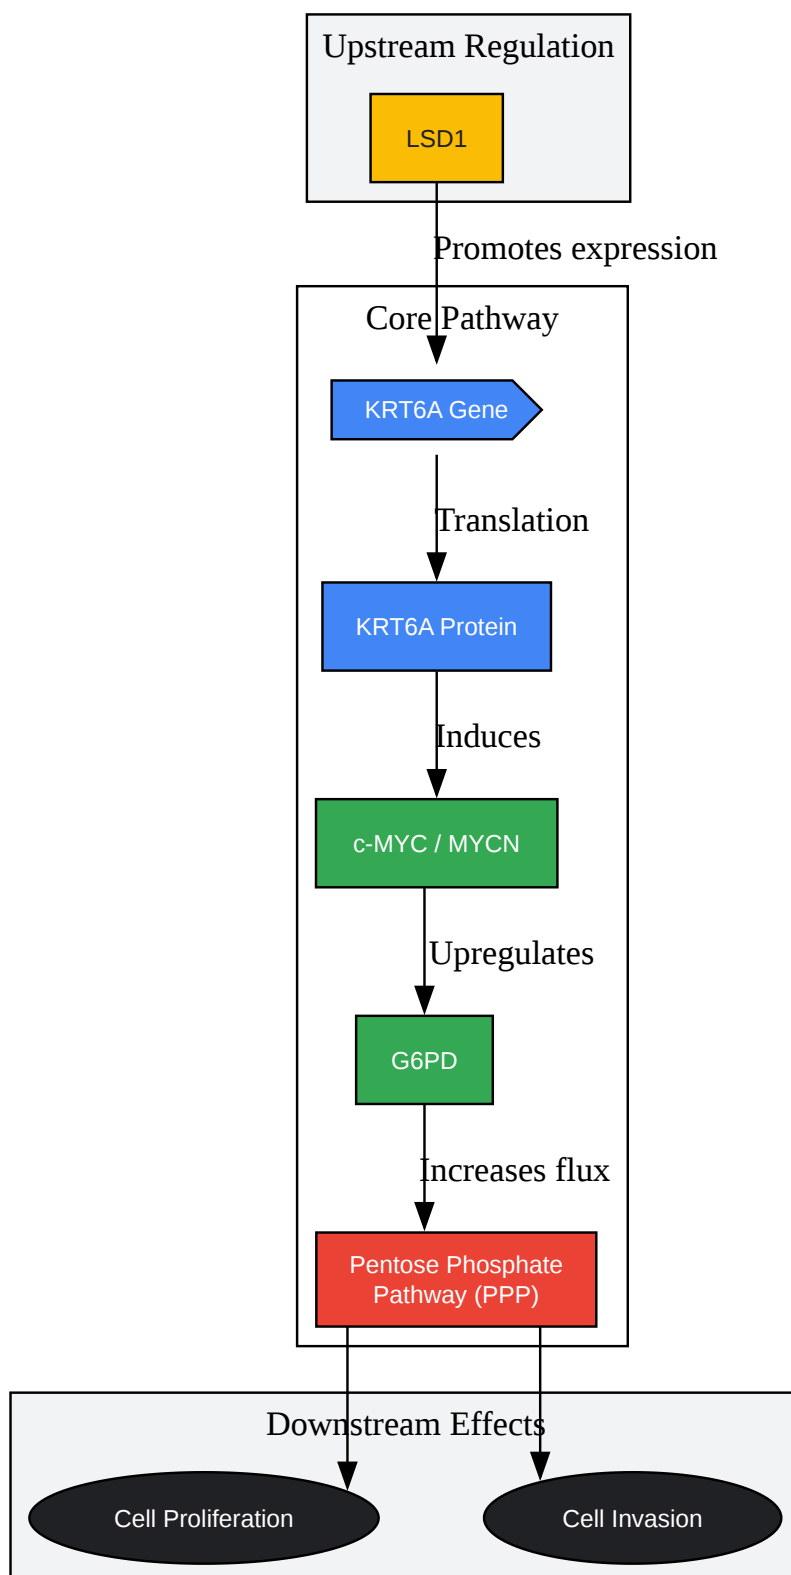 Upstream Regulation
LSD1
Promotes expression
Core Pathway
KRT6A Gene
Translation
KRT6A Protein
Induces
c-MYC / MYCN
Upregulates
G6PD
Increases flux
Pentose Phosphate
Pathway (PPP)
Downstream Effects
Cell Proliferation
Cell Invasion